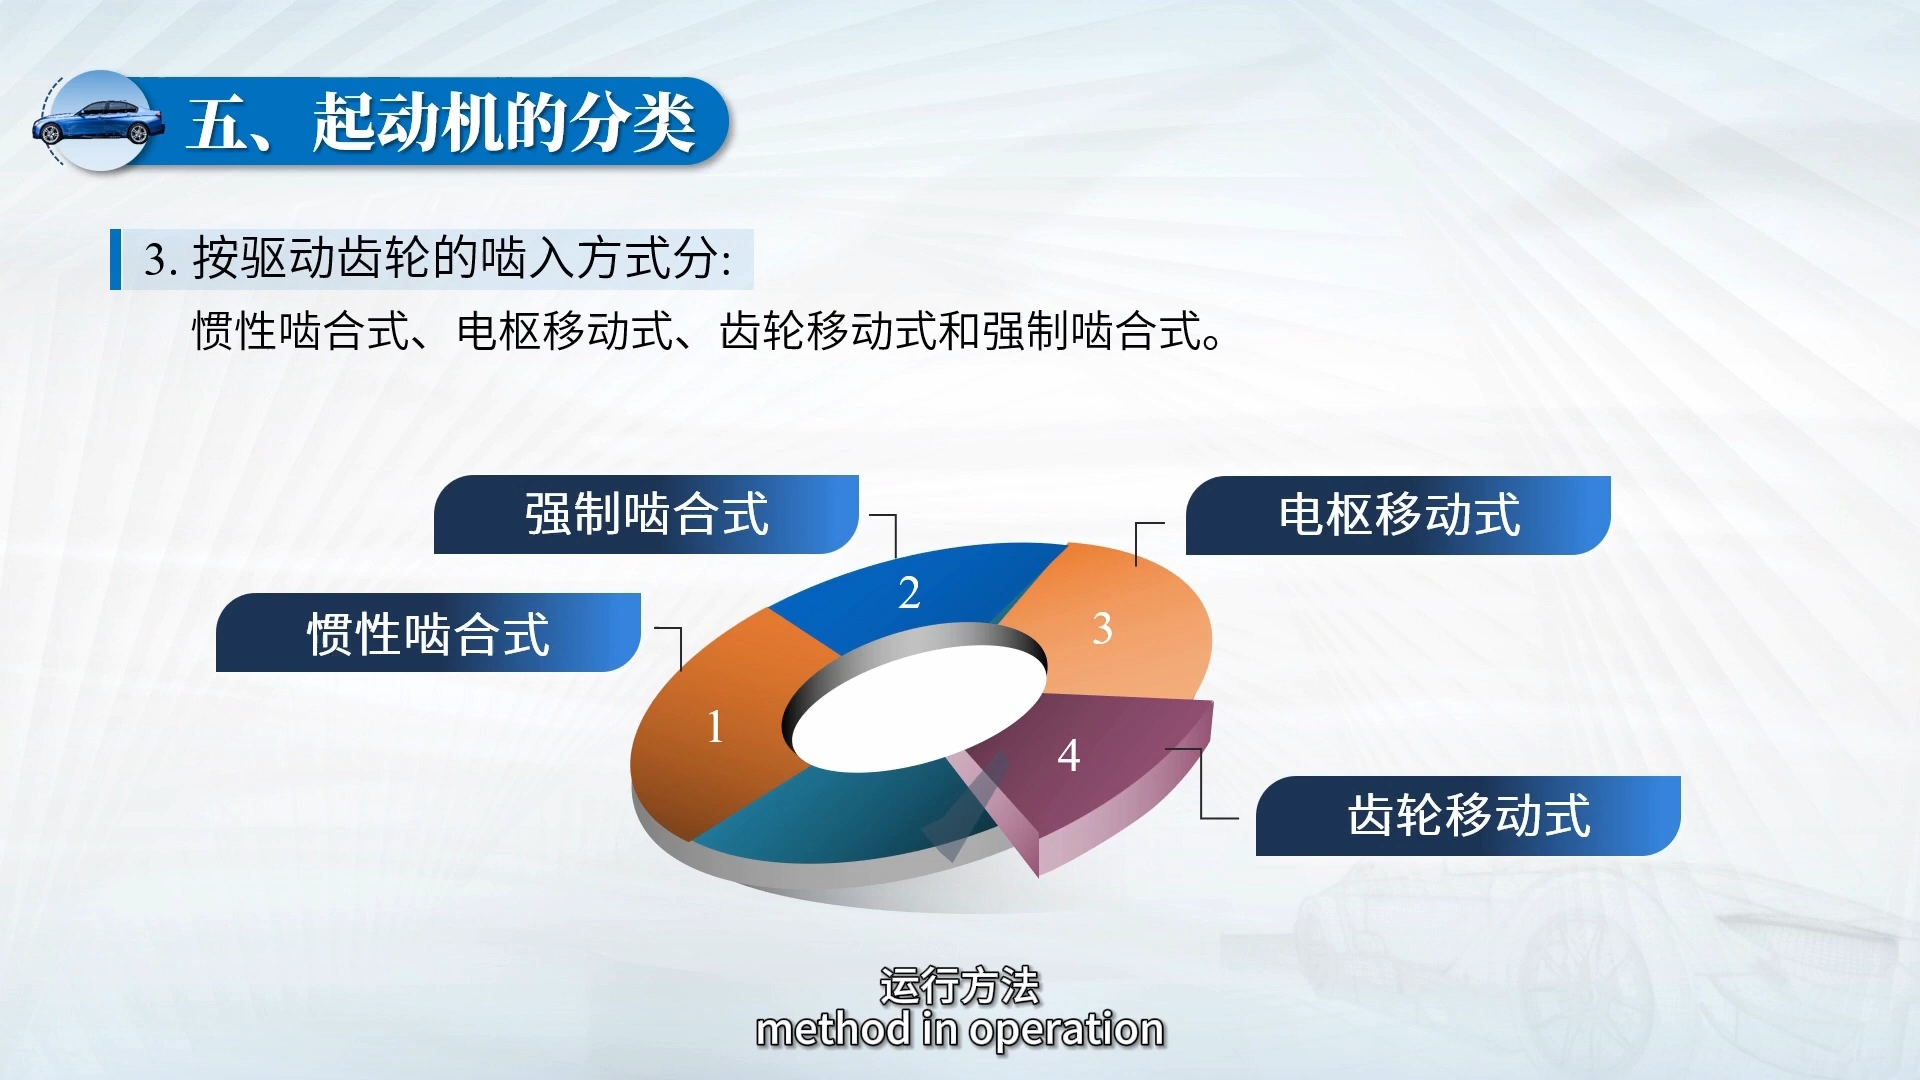 五、起动机的分类
3. 按驱动齿轮的啮入方式分:
惯性啮合式、电枢移动式、齿轮移动式和强制啮合式。
强制啮合式
电枢移动式
惯性啮合式
2
3
1
4
齿轮移动式
运行方法
method in operation